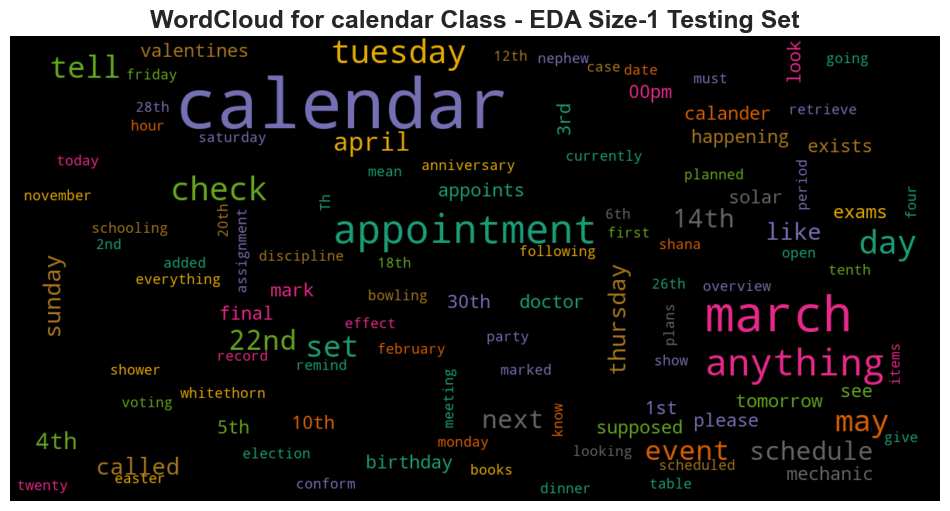 WordCloud for calendar Class - EDA Size-1 Testing Set
valentines tuesday 12th nephew case date look going
tell friday calendar 00pm must
28th hour saturday april 3rd calander retrieve
happening exists
today mean anniversary currently
november check Th appoints planned solar period four
schooling 20th appointment 6th first 14th like exams day
2nd added assignment discipline following shana open
everything 18th tenth
sunday mark bowling 30th doctor thursday 26th overview
final effect plans march
22nd set february party
record remind marked show anything items
shower
voting whitethorn meeting tomorrow see
5th 10th next know 1st please may
4th monday supposed give
called election birthday books looking event schedule
easter scheduled mechanic
twenty conform dinner table